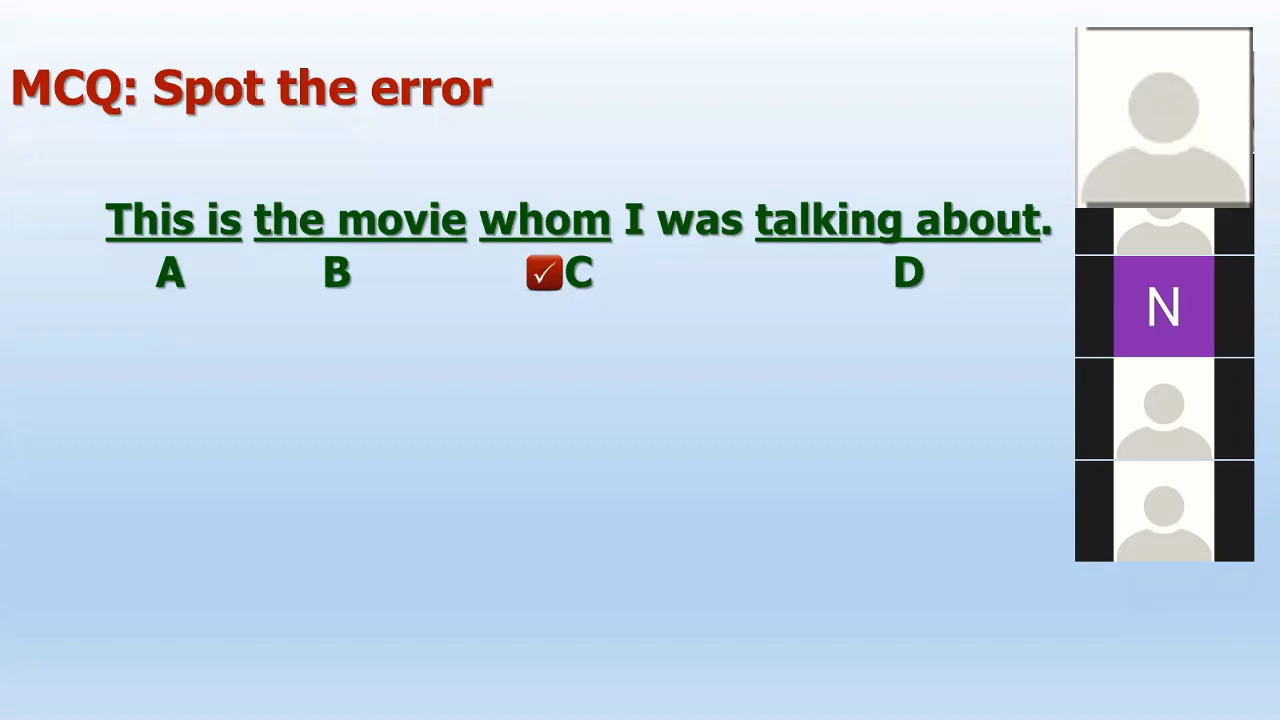 MCQ: Spot the error
This is the movie whom I was talking about.
A B C D
N